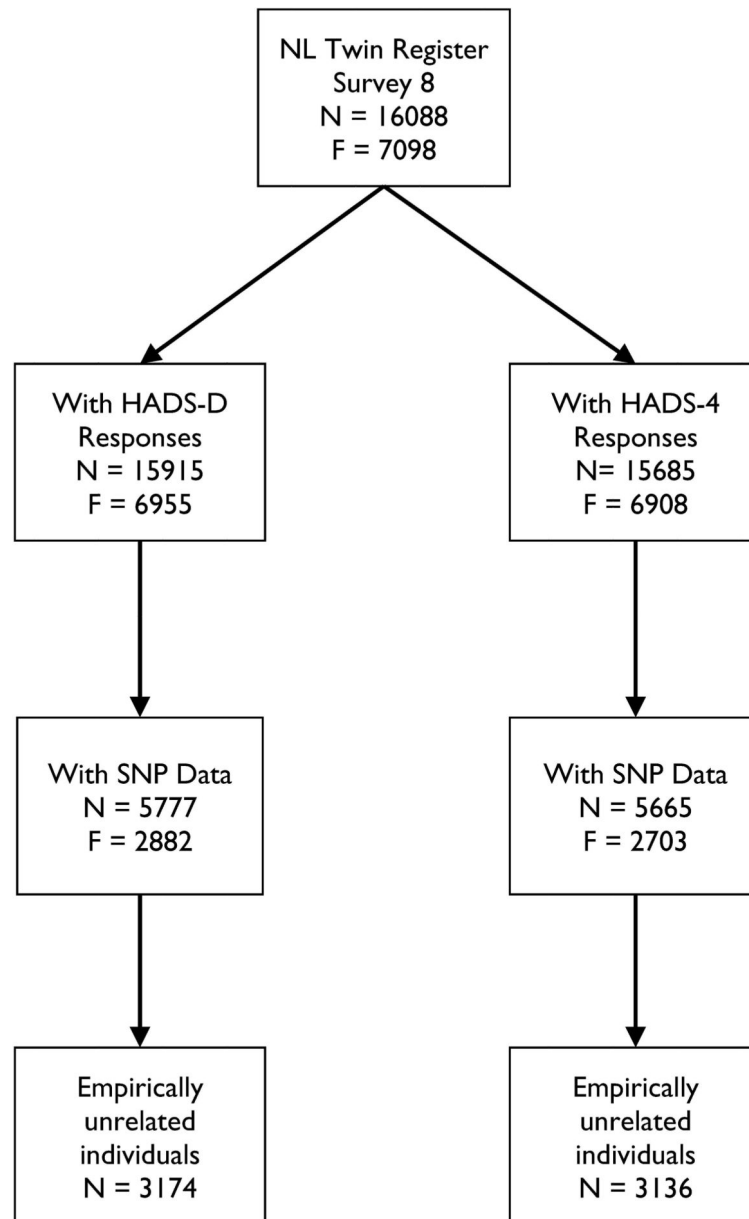 NL Twin Register
Survey 8
N = 16088
F = 7098
With HADS-D
Responses
N = 15915
F = 6955
With HADS-4
Responses
N= 15685
F = 6908
With SNP Data
N = 5777
F = 2882
With SNP Data
N = 5665
F = 2703
Empirically
unrelated
individuals
N = 3174
Empirically
unrelated
individuals
N = 3136